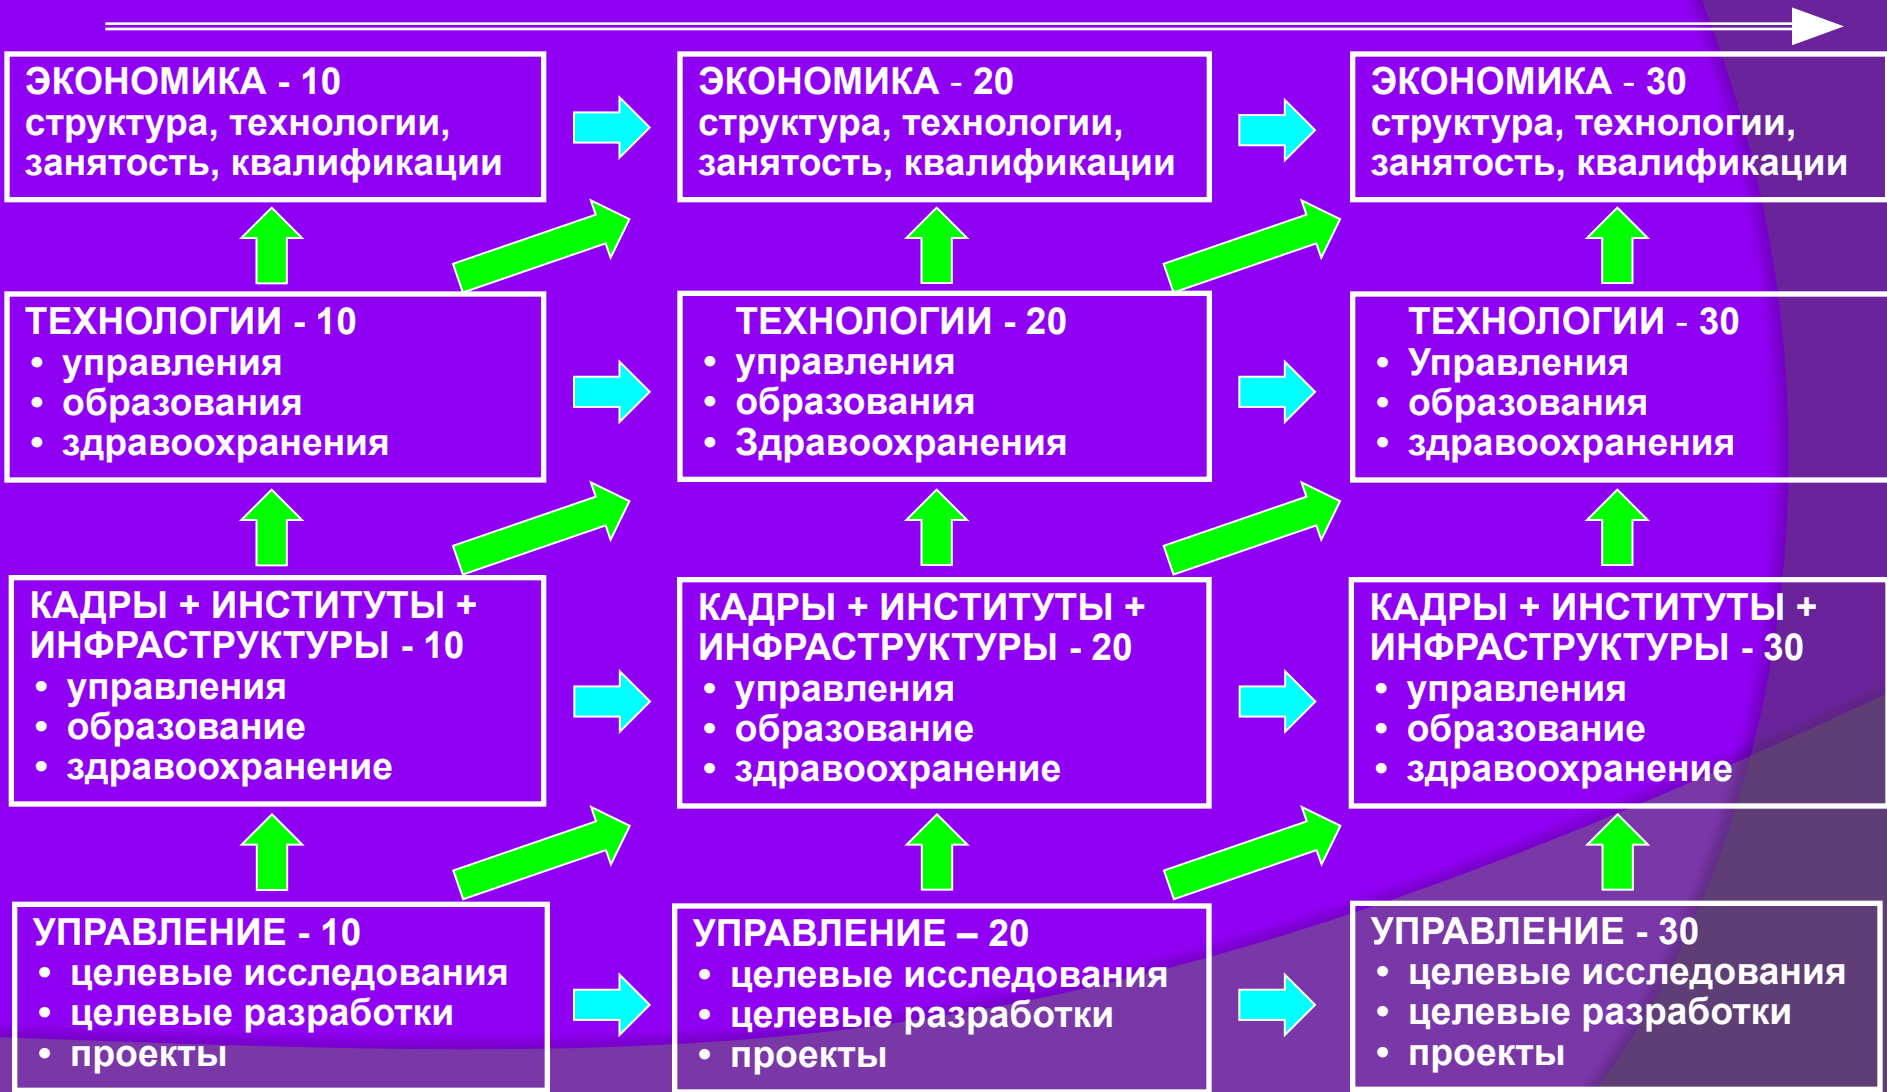 ЭКОНОМИКА - 10
структура, технологии,
занятость, квалификации
ЭКОНОМИКА - 20
структура, технологии,
занятость, квалификации
ЭКОНОМИКА - 30
структура, технологии,
занятость, квалификации
ТЕХНОЛОГИИ - 10
• управления
• образования
• здравоохранения
ТЕХНОЛОГИИ - 20
• управления
• образования
• Здравоохранения
ТЕХНОЛОГИИ - 30
• Управления
• образования
• здравоохранения
КАДРЫ + ИНСТИТУТЫ +
ИНФРАСТРУКТУРЫ - 10
• управления
• образование
• здравоохранение
КАДРЫ + ИНСТИТУТЫ +
ИНФРАСТРУКТУРЫ - 20
• управления
• образование
• здравоохранение
КАДРЫ + ИНСТИТУТЫ +
ИНФРАСТРУКТУРЫ - 30
• управления
• образование
• здравоохранение
УПРАВЛЕНИЕ - 10
• целевые исследования
• целевые разработки
• проекты
УПРАВЛЕНИЕ – 20
• целевые исследования
• целевые разработки
• проекты
УПРАВЛЕНИЕ - 30
• целевые исследования
• целевые разработки
• проекты